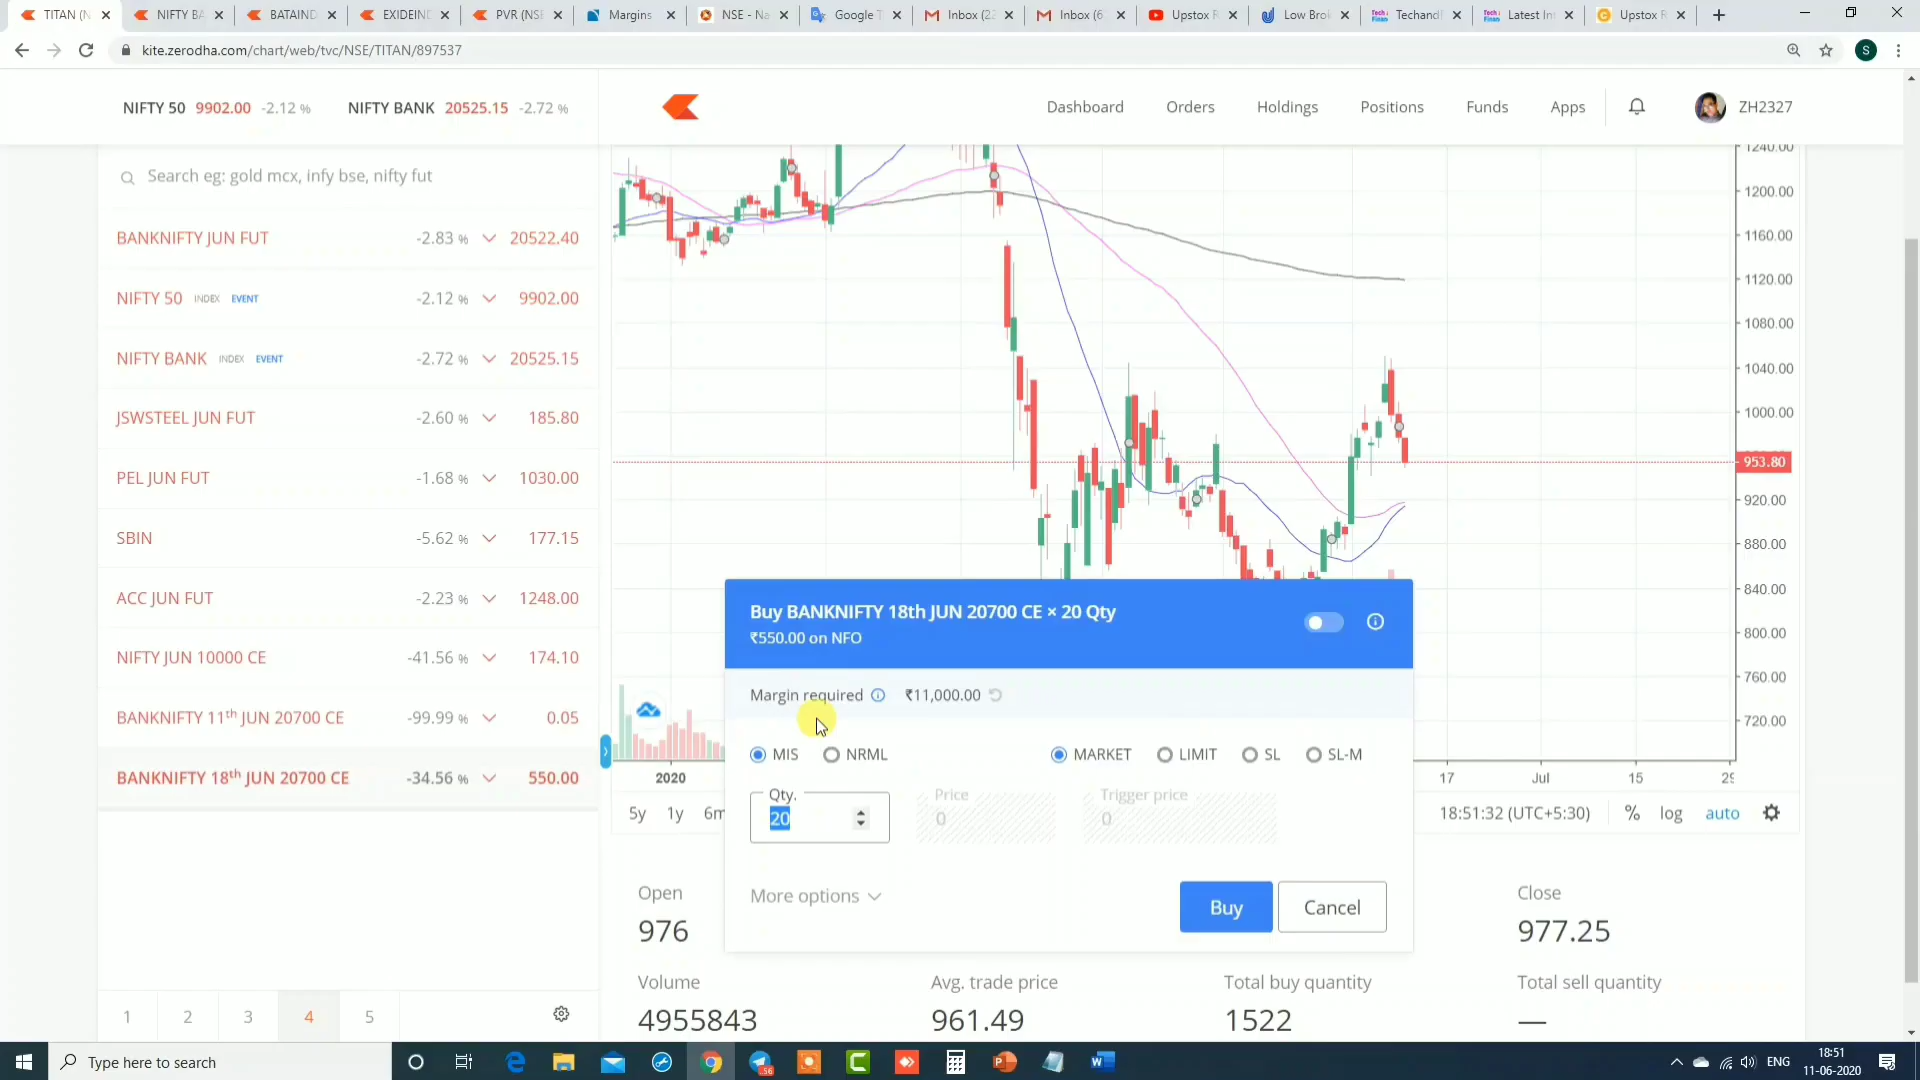 TITAN (N
NIFTY BA
BATAIND
EXIDEIND
PVR (NSE
Margins
NSE - Na
Google T
Inbox (22
Inbox (6
Upstox R
Low Brok
Techandf
Latest In
Upstox R
kite.zerodha.com/chart/web/tvc/NSE/TITAN/897537
S
NIFTY 50 9902.00 -2.12 %
NIFTY BANK 20525.15 -2.72 %
Dashboard
Orders
Holdings
Positions
Funds
Apps
ZH2327
Search eg: gold mcx, infy bse, nifty fut
BANKNIFTY JUN FUT -2.83 % 20522.40
NIFTY 50 INDEX EVENT -2.12 % 9902.00
NIFTY BANK INDEX EVENT -2.72 % 20525.15
JSWSTEEL JUN FUT -2.60 % 185.80
PEL JUN FUT -1.68 % 1030.00
SBIN -5.62 % 177.15
ACC JUN FUT -2.23 % 1248.00
NIFTY JUN 10000 CE -41.56 % 174.10
BANKNIFTY 11th JUN 20700 CE -99.99 % 0.05
BANKNIFTY 18th JUN 20700 CE -34.56 % 550.00
1 2 3 4 5
1240.00
1200.00
1160.00
1120.00
1080.00
1040.00
1000.00
953.80
920.00
880.00
840.00
800.00
760.00
720.00
2020
17
Jul
15
29
5y 1y 6m
18:51:32 (UTC+5:30) % log auto
Buy BANKNIFTY 18th JUN 20700 CE × 20 Qty
₹550.00 on NFO
Margin required ₹11,000.00
MIS NRML
MARKET LIMIT SL SL-M
Qty.
20
Price
0
Trigger price
0
More options
Buy
Cancel
Open
976
Close
977.25
Volume
4955843
Avg. trade price
961.49
Total buy quantity
1522
Total sell quantity
—
Type here to search
.56
ENG
18:51
11-06-2020